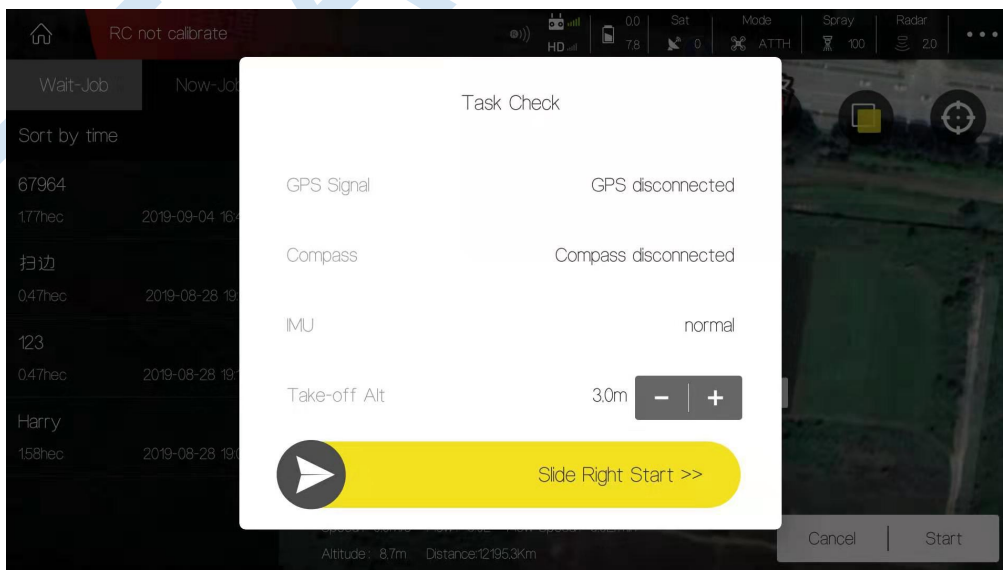 RC not calibrate
HD
0.0
7.8
Sat
0
Mode
ATTH
Spray
100
Radar
2.0
Wait-Job
Now-Job
Sort by time
67964
1.77hec 2019-09-04 16:4
扫边
0.47hec 2019-08-28 19:
123
0.47hec 2019-08-28 19:1
Harry
1.58hec 2019-08-28 19:0
Task Check
GPS Signal GPS disconnected
Compass Compass disconnected
IMU normal
Take-off Alt 3.0m - +
Slide Right Start >>
Altitude: 8.7m Distance:12195.3Km
Cancel Start